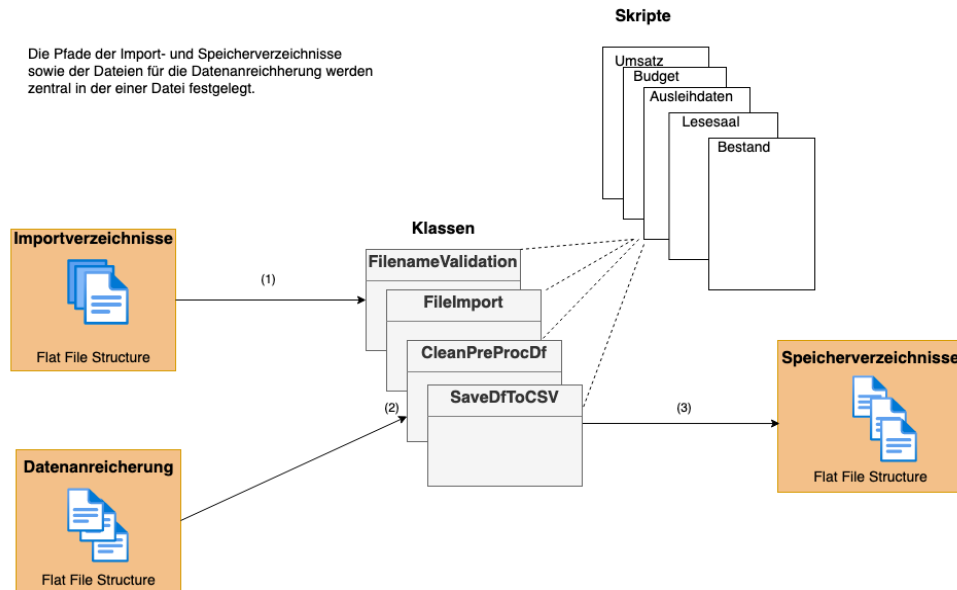 Skripte
Die Pfade der Import- und Speicherverzeichnisse
sowie der Dateien für die Datenanreichherung werden
zentral in der einer Datei festgelegt.
Umsatz
Budget
Ausleihdaten
Lesesaal
Bestand
Klassen
Importverzeichnisse
Flat File Structure
(1)
FilenameValidation
FileImport
CleanPreProcDf
SaveDfToCSV
(2)
(3)
Speicherverzeichnisse
Flat File Structure
Datenanreicherung
Flat File Structure